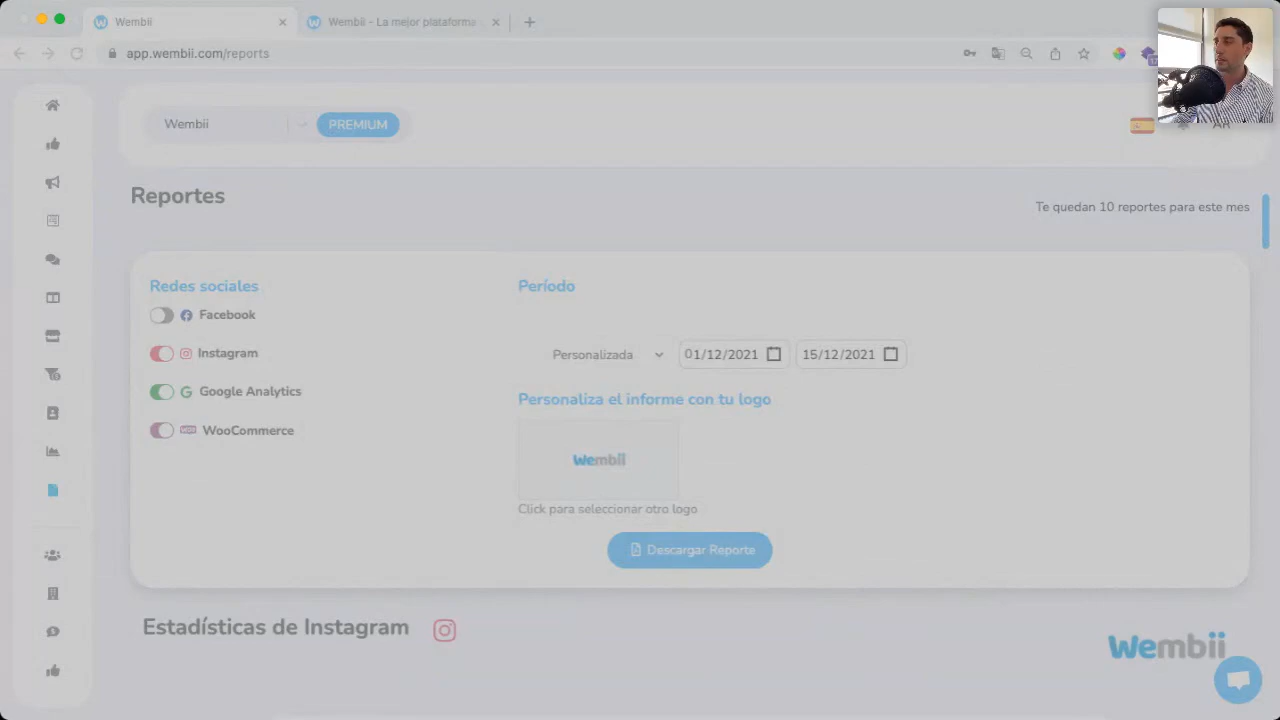 Wembii
Wembii - La mejor plataforma
app.wembii.com/reports
Wembii
PREMIUM
Reportes
Te quedan 10 reportes para este mes
Redes sociales
Período
Facebook
Instagram
Personalizada
01/12/2021
15/12/2021
Google Analytics
Personaliza el informe con tu logo
WooCommerce
Wembii
Click para seleccionar otro logo
Descargar Reporte
Estadísticas de Instagram
Wembii